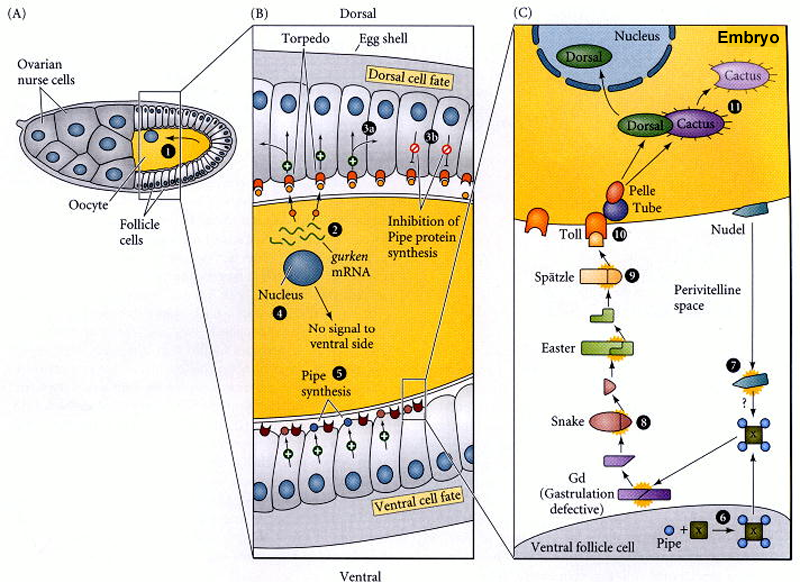 (A)
Ovarian
nurse cells
1
Oocyte
Follicle
cells
(B)
Dorsal
Torpedo
Egg shell
Dorsal cell fate
3a
3b
2
gurken
mRNA
Inhibition of
Pipe protein
synthesis
Nucleus
4
No signal to
ventral side
Pipe 5
synthesis
Ventral cell fate
Ventral
(C)
Nucleus
Embryo
Dorsal
Cactus
11
Dorsal
Cactus
Pelle
Tube
Toll
10
Nudel
Spätzle
9
Perivitelline
space
Easter
7
?
Snake
8
X
Gd
(Gastrulation
defective)
6
Pipe
+
X
X
Ventral follicle cell